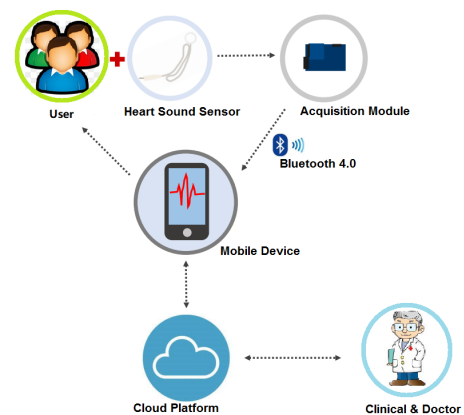 User
Heart Sound Sensor
Acquisition Module
Bluetooth 4.0
Mobile Device
Cloud Platform
Clinical & Doctor